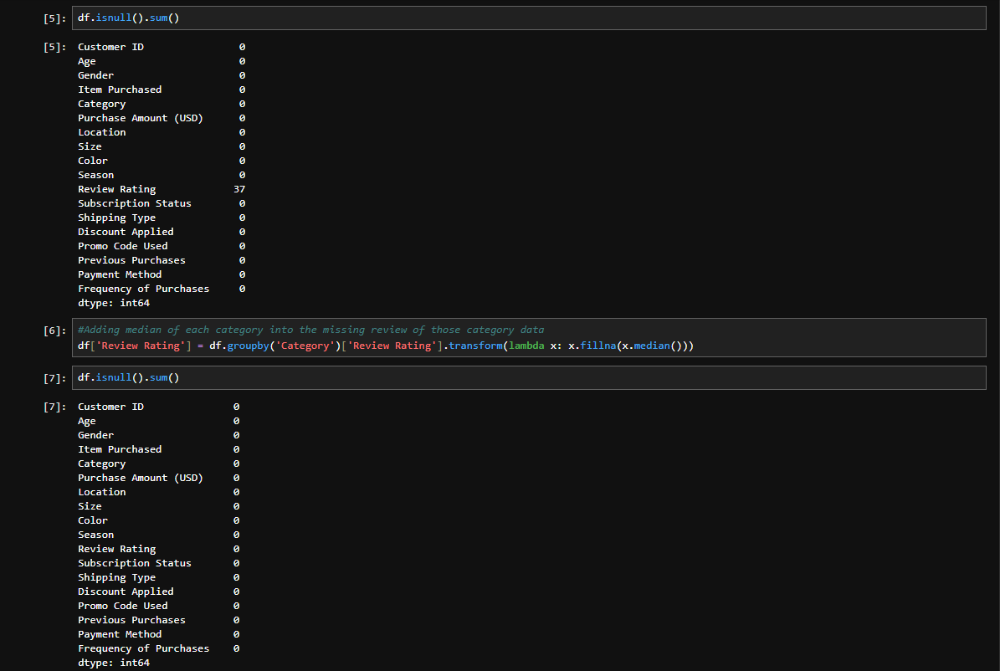 [5]: df.isnull().sum()
[5]: Customer ID 0
Age 0
Gender 0
Item Purchased 0
Category 0
Purchase Amount (USD) 0
Location 0
Size 0
Color 0
Season 0
Review Rating 37
Subscription Status 0
Shipping Type 0
Discount Applied 0
Promo Code Used 0
Previous Purchases 0
Payment Method 0
Frequency of Purchases 0
dtype: int64
[6]: #Adding median of each category into the missing review of those category data
df['Review Rating'] = df.groupby('Category')['Review Rating'].transform(lambda x: x.fillna(x.median()))
[7]: df.isnull().sum()
[7]: Customer ID 0
Age 0
Gender 0
Item Purchased 0
Category 0
Purchase Amount (USD) 0
Location 0
Size 0
Color 0
Season 0
Review Rating 0
Subscription Status 0
Shipping Type 0
Discount Applied 0
Promo Code Used 0
Previous Purchases 0
Payment Method 0
Frequency of Purchases 0
dtype: int64